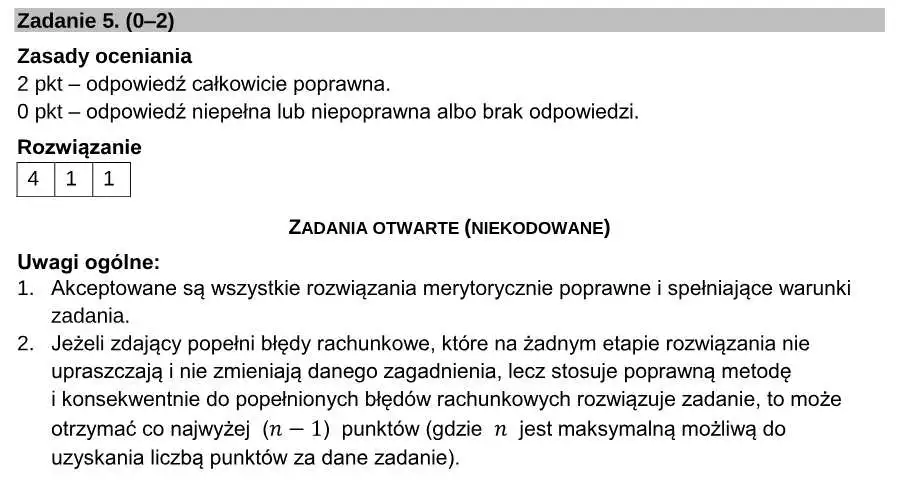 Zadanie 5. (0–2)
Zasady oceniania
2 pkt – odpowiedź całkowicie poprawna.
0 pkt – odpowiedź niepełna lub niepoprawna albo brak odpowiedzi.
Rozwiązanie
4 1 1
ZADANIA OTWARTE (NIEKODOWANE)
Uwagi ogólne:
1. Akceptowane są wszystkie rozwiązania merytorycznie poprawne i spełniające warunki
zadania.
2. Jeżeli zdający popełni błędy rachunkowe, które na żadnym etapie rozwiązania nie
upraszczają i nie zmieniają danego zagadnienia, lecz stosuje poprawną metodę
i konsekwentnie do popełnionych błędów rachunkowych rozwiązuje zadanie, to może
otrzymać co najwyżej (n − 1) punktów (gdzie n jest maksymalną możliwą do
uzyskania liczbą punktów za dane zadanie).